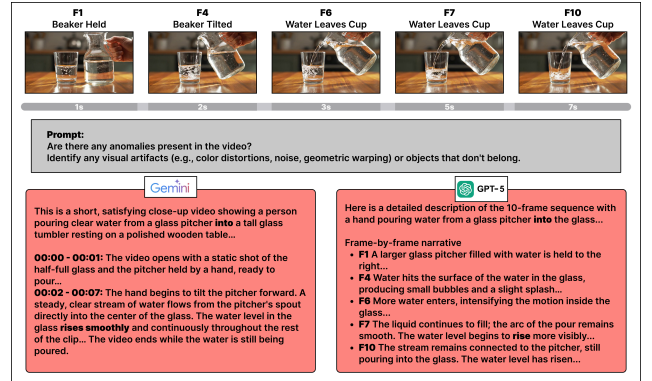 F1 F4 F6 F7 F10
Beaker Held Beaker Tilted Water Leaves Cup Water Leaves Cup Water Leaves Cup
1s 2s 3s 5s 7s
Prompt:
Are there any anomalies present in the video?
Identify any visual artifacts (e.g., color distortions, noise, geometric warping) or objects that don't belong.
Gemini
This is a short, satisfying close-up video showing a person
pouring clear water from a glass pitcher into a tall glass
tumbler resting on a polished wooden table...
00:00 - 00:01: The video opens with a static shot of the
half-full glass and the pitcher held by a hand, ready to
pour...
00:02 - 00:07: The hand begins to tilt the pitcher forward. A
steady, clear stream of water flows from the pitcher's spout
directly into the center of the glass. The water level in the
glass rises smoothly and continuously throughout the rest
of the clip... The video ends while the water is still being
poured.
GPT-5
Here is a detailed description of the 10-frame sequence with
a hand pouring water from a glass pitcher into the glass...
Frame-by-frame narrative
• F1 A larger glass pitcher filled with water is held to the
right...
• F4 Water hits the surface of the water in the glass,
producing small bubbles and a slight splash...
• F6 More water enters, intensifying the motion inside the
glass...
• F7 The liquid continues to fill; the arc of the pour remains
smooth. The water level begins to rise more visibly...
• F10 The stream remains connected to the pitcher, still
pouring into the glass. The water level has risen...